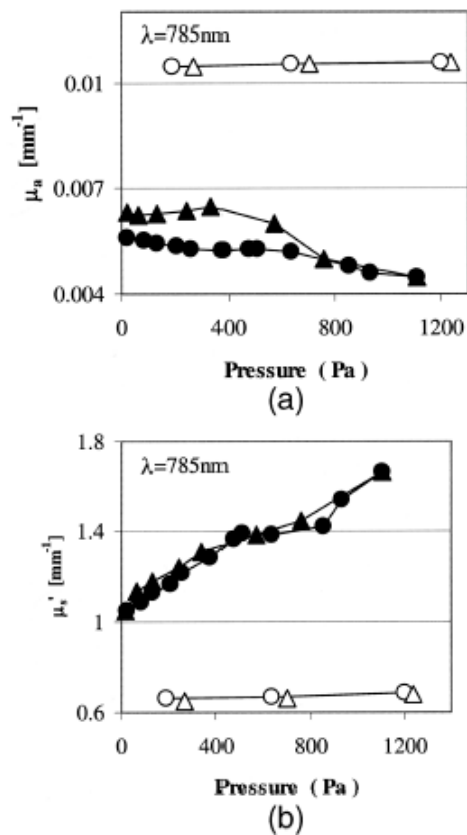 λ=785nm
0.01
0.007
0.004
μa [mm-1]
0 400 800 1200
Pressure ( Pa )
(a)
1.8
λ=785nm
1.4
1
0.6
μs' [mm-1]
0 400 800 1200
Pressure ( Pa )
(b)